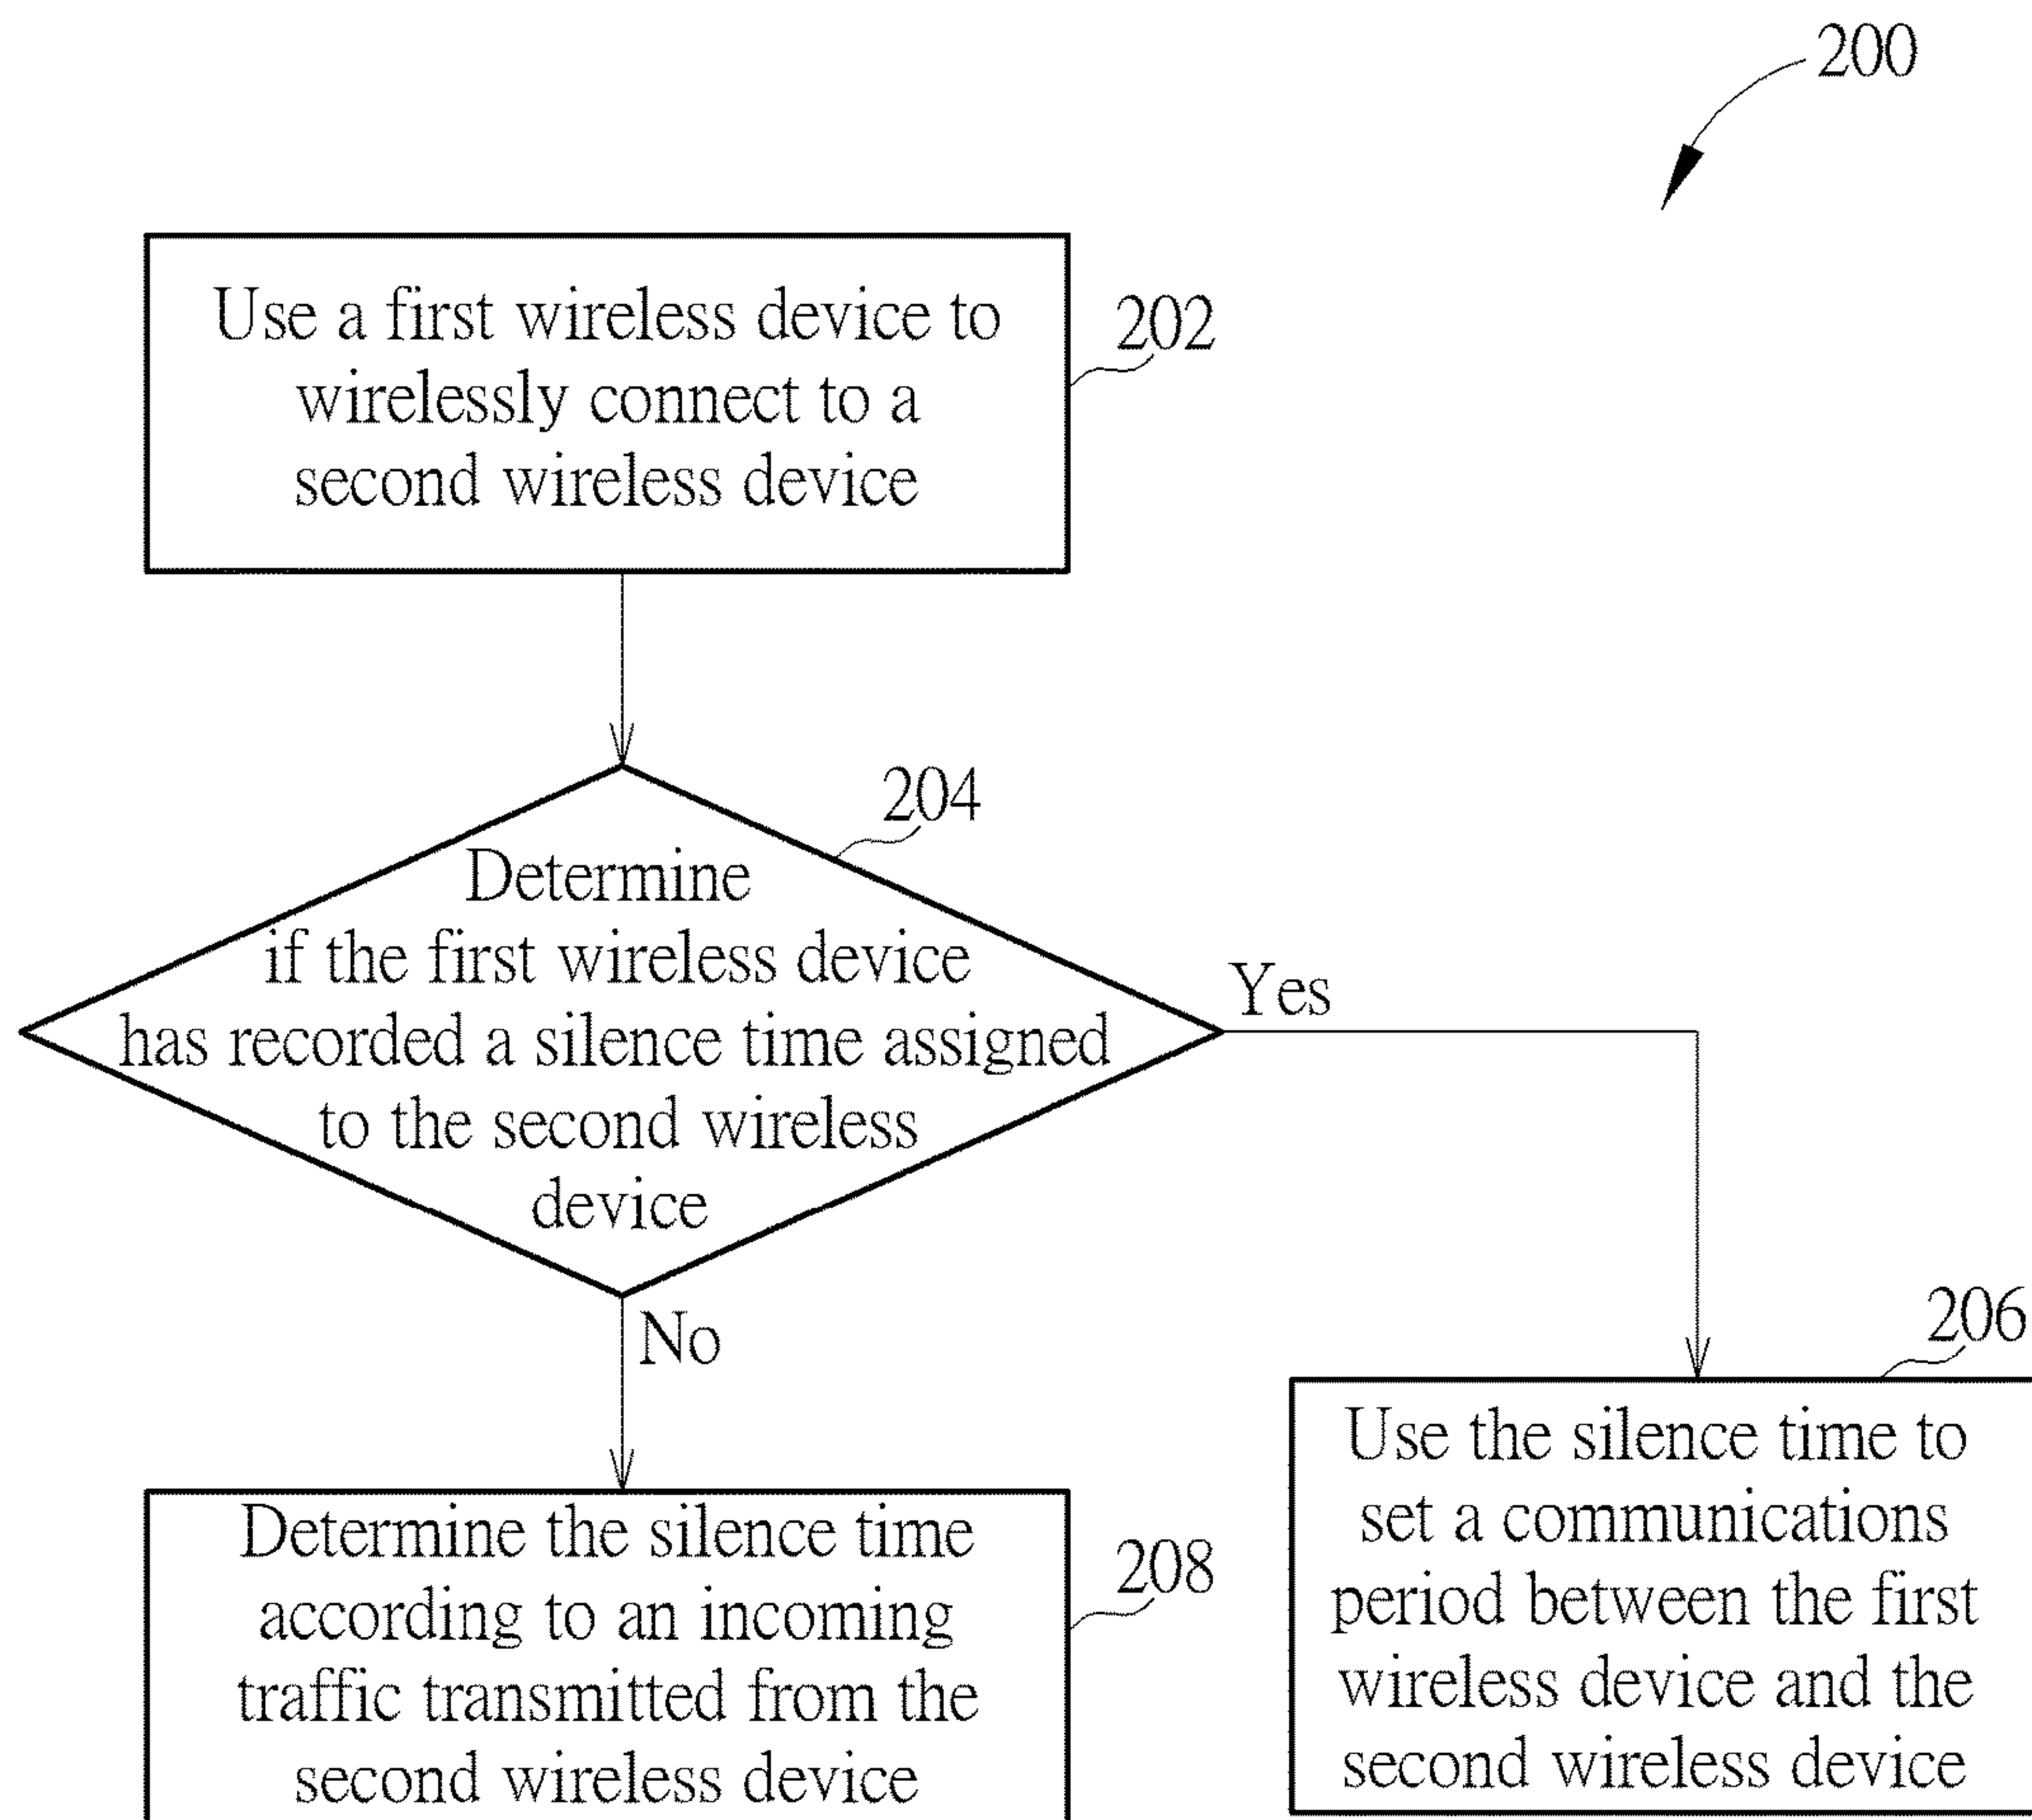 200
Use a first wireless device to
wirelessly connect to a
second wireless device
202
204
Determine
if the first wireless device
has recorded a silence time assigned
to the second wireless
device
Yes
No
206
Use the silence time to
set a communications
period between the first
wireless device and the
second wireless device
Determine the silence time
according to an incoming
traffic transmitted from the
second wireless device
208